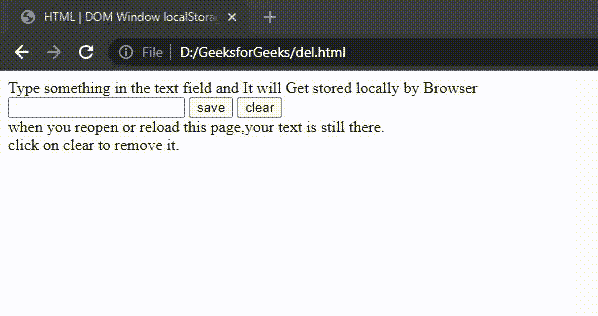 HTML | DOM Window localStora
File | D:/GeeksforGeeks/del.html
Type something in the text field and It will Get stored locally by Browser
save clear
when you reopen or reload this page,your text is still there.
click on clear to remove it.